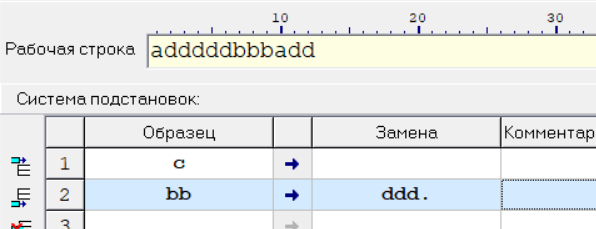 10 20 30
Рабочая строка adddddbbbadd
Система подстановок:
Образец Замена Комментар
1 c →
2 bb → ddd.
3 →